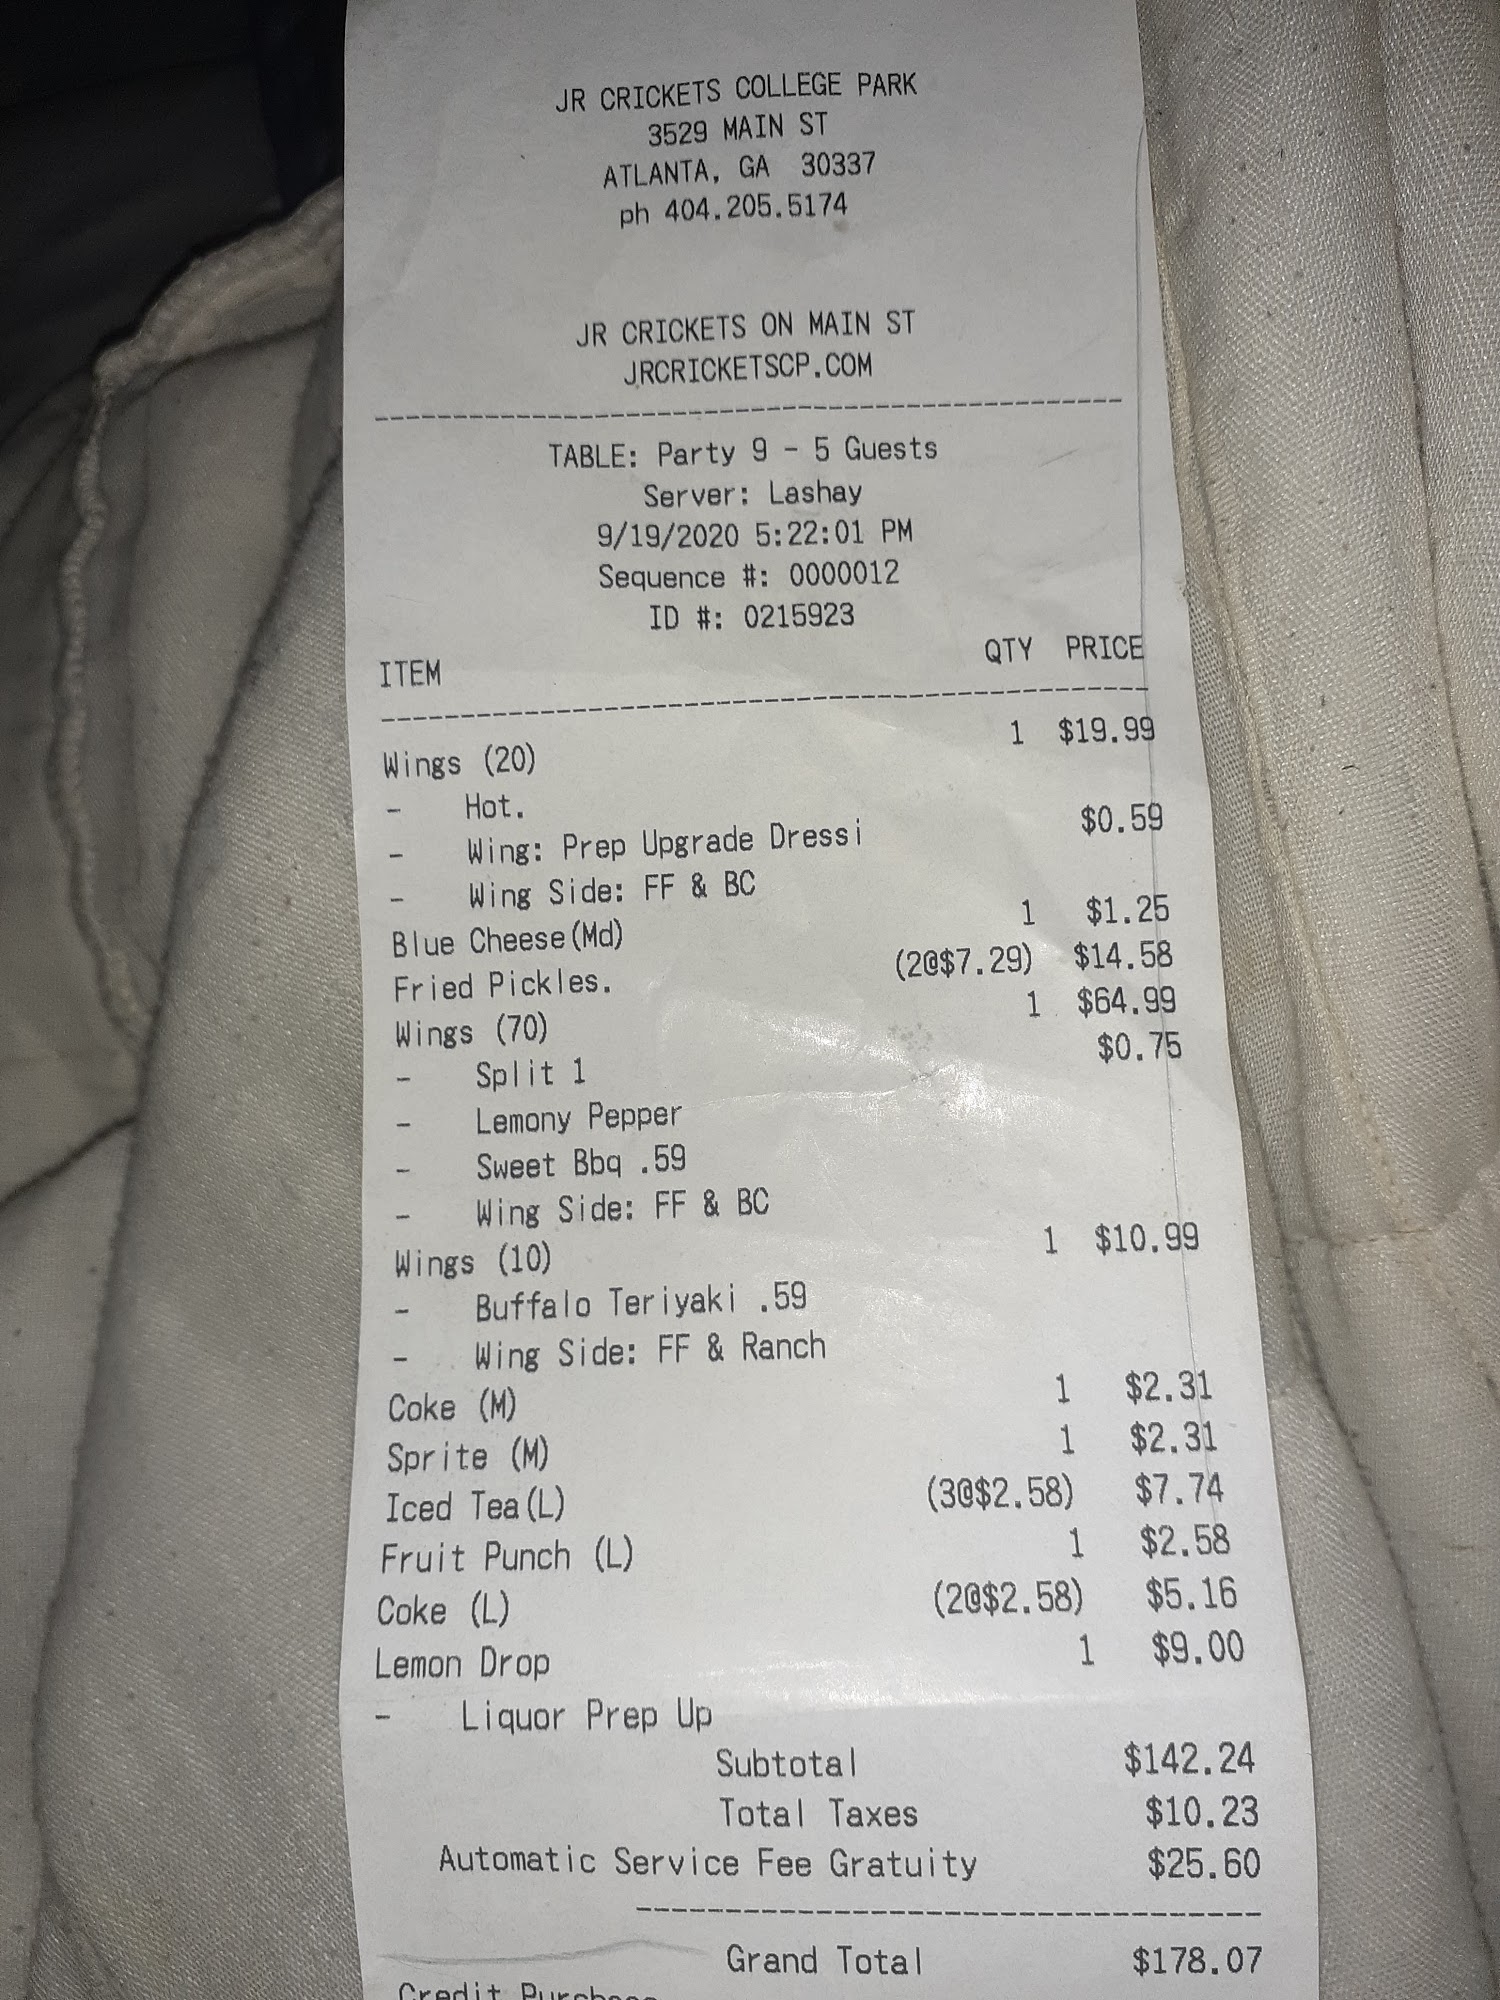 JR CRICKETS COLLEGE PARK
3529 MAIN ST
ATLANTA, GA 30337
ph 404.205.5174
JR CRICKETS ON MAIN ST
JRCRICKETSCP.COM
TABLE: Party 9 - 5 Guests
Server: Lashay
9/19/2020 5:22:01 PM
Sequence #: 0000012
ID #: 0215923
ITEM QTY PRICE
Wings (20) 1 $19.99
- Hot.
- Wing: Prep Upgrade Dressi $0.59
- Wing Side: FF & BC
Blue Cheese(Md) 1 $1.25
Fried Pickles. (2@$7.29) $14.58
Wings (70) 1 $64.99
- Split 1 $0.75
- Lemony Pepper
- Sweet Bbq .59
- Wing Side: FF & BC
Wings (10) 1 $10.99
- Buffalo Teriyaki .59
- Wing Side: FF & Ranch
Coke (M) 1 $2.31
Sprite (M) 1 $2.31
Iced Tea(L) (3@$2.58) $7.74
Fruit Punch (L) 1 $2.58
Coke (L) (2@$2.58) $5.16
Lemon Drop 1 $9.00
- Liquor Prep Up
Subtotal $142.24
Total Taxes $10.23
Automatic Service Fee Gratuity $25.60
Grand Total $178.07
Credit Purchase